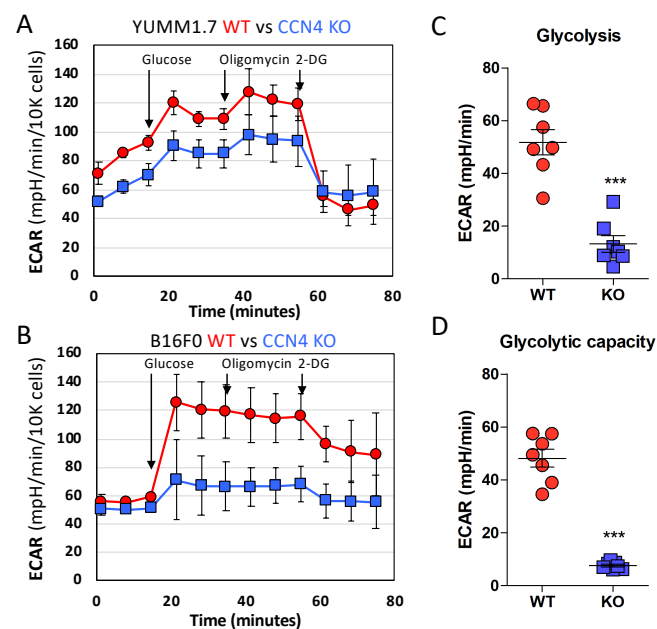 A
YUMM1.7 WT vs CCN4 KO
Glucose
Oligomycin 2-DG
ECAR (mpH/min/10K cells)
160
140
120
100
80
60
40
20
0
0
20
40
60
80
Time (minutes)
B
B16F0 WT vs CCN4 KO
Glucose
Oligomycin 2-DG
ECAR (mpH/min/10K cells)
160
140
120
100
80
60
40
20
0
0
20
40
60
80
Time (minutes)
C
Glycolysis
ECAR (mpH/min)
80
60
40
20
0
***
WT
KO
D
Glycolytic capacity
ECAR (mpH/min)
80
60
40
20
0
***
WT
KO